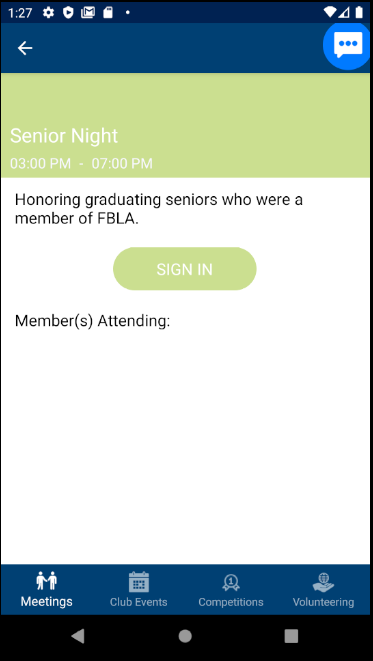 1:27
Senior Night
03:00 PM - 07:00 PM
Honoring graduating seniors who were a
member of FBLA.
SIGN IN
Member(s) Attending:
1
Meetings Club Events Competitions Volunteering